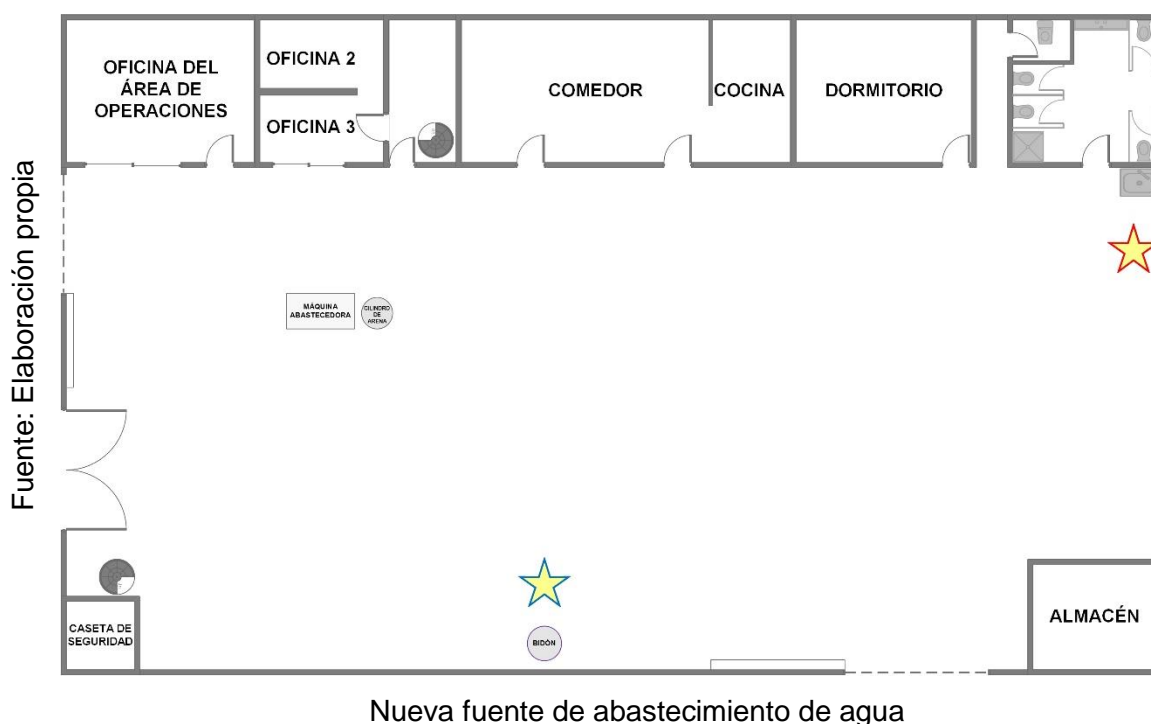 OFICINA DEL
ÁREA DE
OPERACIONES
OFICINA 2
OFICINA 3
COMEDOR
COCINA
DORMITORIO
Fuente: Elaboración propia
MÁQUINA
ABASTECEDORA
CILINDRO
DE
ARENA
CASETA DE
SEGURIDAD
BIDÓN
ALMACÉN
Nueva fuente de abastecimiento de agua